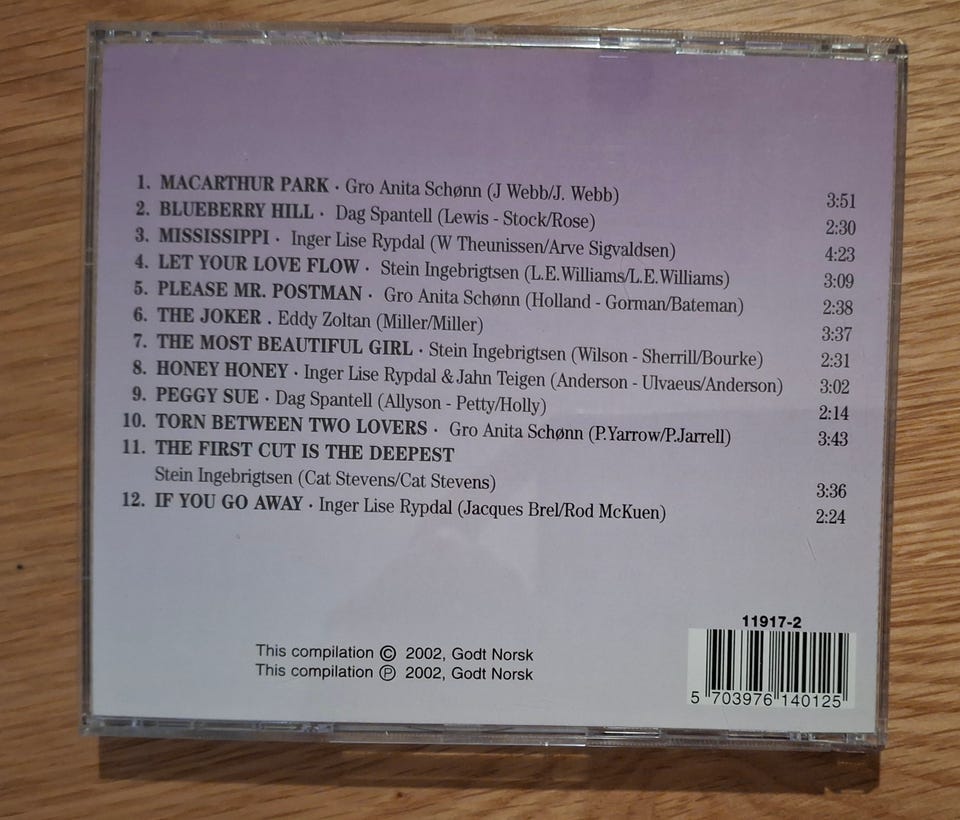 1. MACARTHUR PARK · Gro Anita Schønn (J Webb/J. Webb) 3:51
2. BLUEBERRY HILL · Dag Spantell (Lewis - Stock/Rose) 2:30
3. MISSISSIPPI · Inger Lise Rypdal (W Theunissen/Arve Sigvaldsen) 4:23
4. LET YOUR LOVE FLOW · Stein Ingebrigtsen (L.E.Williams/L.E.Williams) 3:09
5. PLEASE MR. POSTMAN · Gro Anita Schønn (Holland - Gorman/Bateman) 2:38
6. THE JOKER . Eddy Zoltan (Miller/Miller) 3:37
7. THE MOST BEAUTIFUL GIRL · Stein Ingebrigtsen (Wilson - Sherrill/Bourke) 2:31
8. HONEY HONEY · Inger Lise Rypdal & Jahn Teigen (Anderson - Ulvaeus/Anderson) 3:02
9. PEGGY SUE · Dag Spantell (Allyson - Petty/Holly) 2:14
10. TORN BETWEEN TWO LOVERS · Gro Anita Schønn (P.Yarrow/P.Jarrell) 3:43
11. THE FIRST CUT IS THE DEEPEST
Stein Ingebrigtsen (Cat Stevens/Cat Stevens) 3:36
12. IF YOU GO AWAY · Inger Lise Rypdal (Jacques Brel/Rod McKuen) 2:24
This compilation © 2002, Godt Norsk
This compilation ℗ 2002, Godt Norsk
11917-2
5 703976 140125